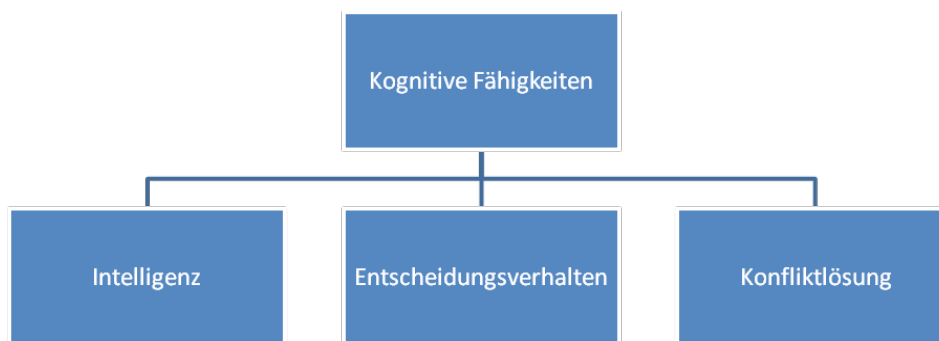 Kognitive Fähigkeiten
Intelligenz
Entscheidungsverhalten
Konfliktlösung